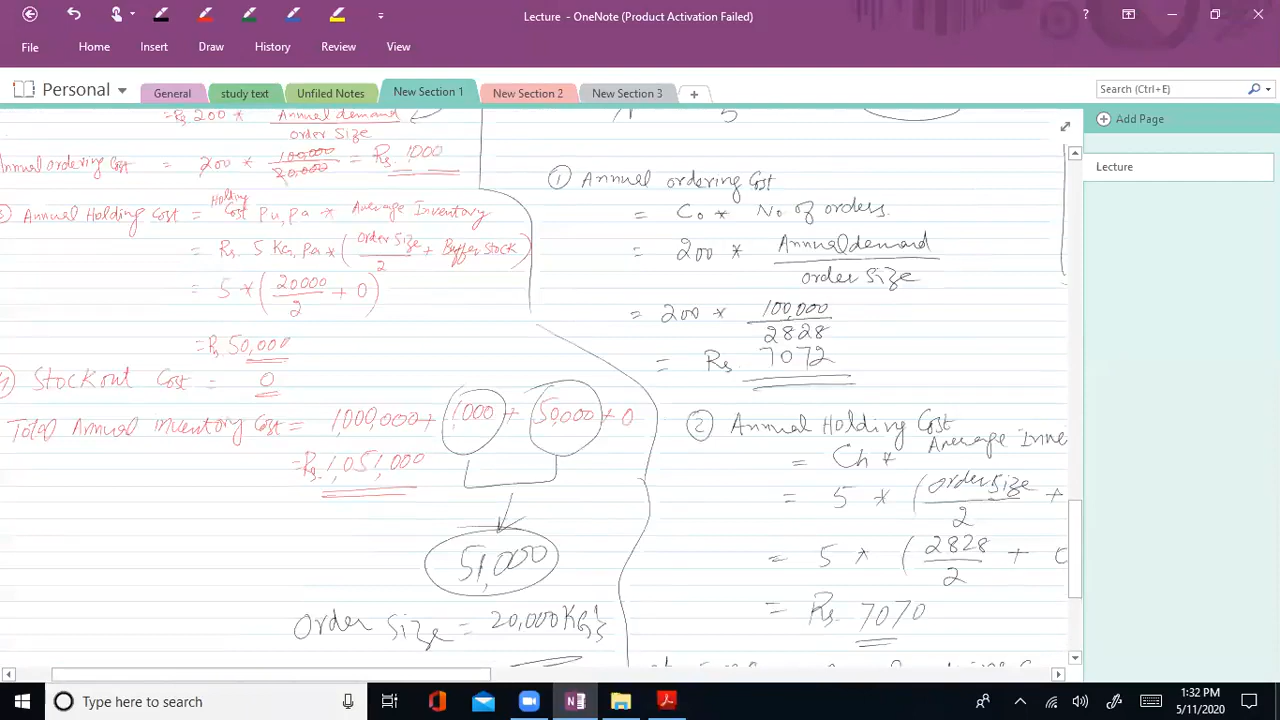 Lecture - OneNote (Product Activation Failed)
File Home Insert Draw History Review View
Personal General study text Unfiled Notes New Section 1 New Section 2 New Section 3
Search (Ctrl+E)
Add Page
Lecture
=Rs 200 * Annual demand
order Size
Annual ordering Cost = 200 * 100,000 = Rs. 1,000
20,000
Annual Holding Cost = Holding Cost Pu, pa * Average Inventory
= Rs. 5 KG, pa * ( order Size + Buffer Stock )
2
= 5 * ( 20000 + 0 )
2
=Rs. 50,000
Stockout Cost = 0
Total Annual Inventory Cost = 1,000,000 + 1,000 + 50,000 + 0
=Rs. 1,051,000
51,000
Order Size = 20,000 KGs
① Annual ordering Cost
= Co * No of orders.
= 200 * Annual demand
order size
= 200 * 100,000
2828
= Rs 7072
② Annual Holding Cost
= Ch * Average Inve
= 5 * ( order size +
2
= 5 * ( 2828 +
2
= Rs. 7070
Type here to search
1:32 PM
5/11/2020